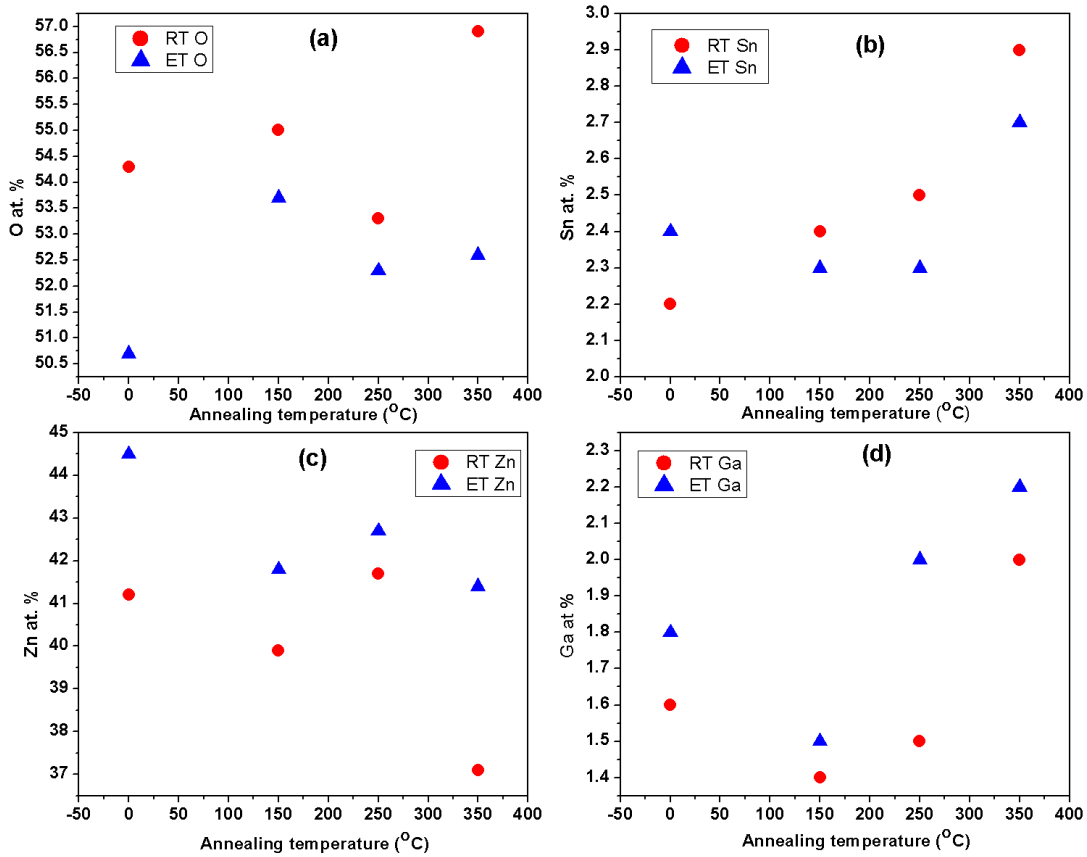 (a)
RT O
ET O
O at. %
57.0
56.5
56.0
55.5
55.0
54.5
54.0
53.5
53.0
52.5
52.0
51.5
51.0
50.5
-50 0 50 100 150 200 250 300 350 400
Annealing temperature (°C)
(b)
RT Sn
ET Sn
Sn at. %
3.0
2.9
2.8
2.7
2.6
2.5
2.4
2.3
2.2
2.1
2.0
-50 0 50 100 150 200 250 300 350 400
Annealing temperature (°C)
(c)
RT Zn
ET Zn
Zn at. %
45
44
43
42
41
40
39
38
37
-50 0 50 100 150 200 250 300 350 400
Annealing temperature (°C)
(d)
RT Ga
ET Ga
Ga at %
2.3
2.2
2.1
2.0
1.9
1.8
1.7
1.6
1.5
1.4
-50 0 50 100 150 200 250 300 350 400
Annealing temperature (°C)